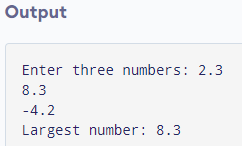 Output
Enter three numbers: 2.3
8.3
-4.2
Largest number: 8.3